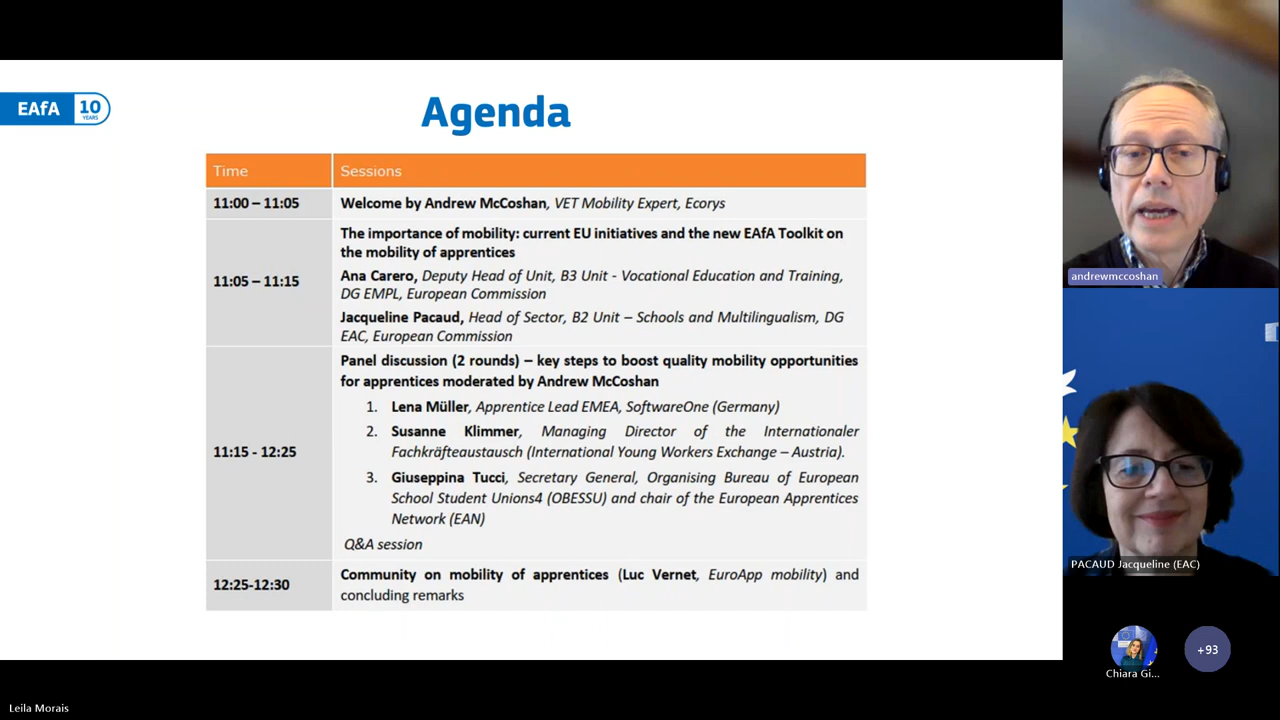 EAfA 10
YEARS
Agenda
Time Sessions
11:00 – 11:05 Welcome by Andrew McCoshan, VET Mobility Expert, Ecorys
11:05 – 11:15 The importance of mobility: current EU initiatives and the new EAfA Toolkit on
the mobility of apprentices
Ana Carero, Deputy Head of Unit, B3 Unit - Vocational Education and Training,
DG EMPL, European Commission
Jacqueline Pacaud, Head of Sector, B2 Unit – Schools and Multilingualism, DG
EAC, European Commission
11:15 - 12:25 Panel discussion (2 rounds) – key steps to boost quality mobility opportunities
for apprentices moderated by Andrew McCoshan
1. Lena Müller, Apprentice Lead EMEA, SoftwareOne (Germany)
2. Susanne Klimmer, Managing Director of the Internationaler
Fachkräfteaustausch (International Young Workers Exchange – Austria).
3. Giuseppina Tucci, Secretary General, Organising Bureau of European
School Student Unions4 (OBESSU) and chair of the European Apprentices
Network (EAN)
Q&A session
12:25-12:30 Community on mobility of apprentices (Luc Vernet, EuroApp mobility) and
concluding remarks
andrewmccoshan
PACAUD Jacqueline (EAC)
+93
Chiara Gi...
Leila Morais